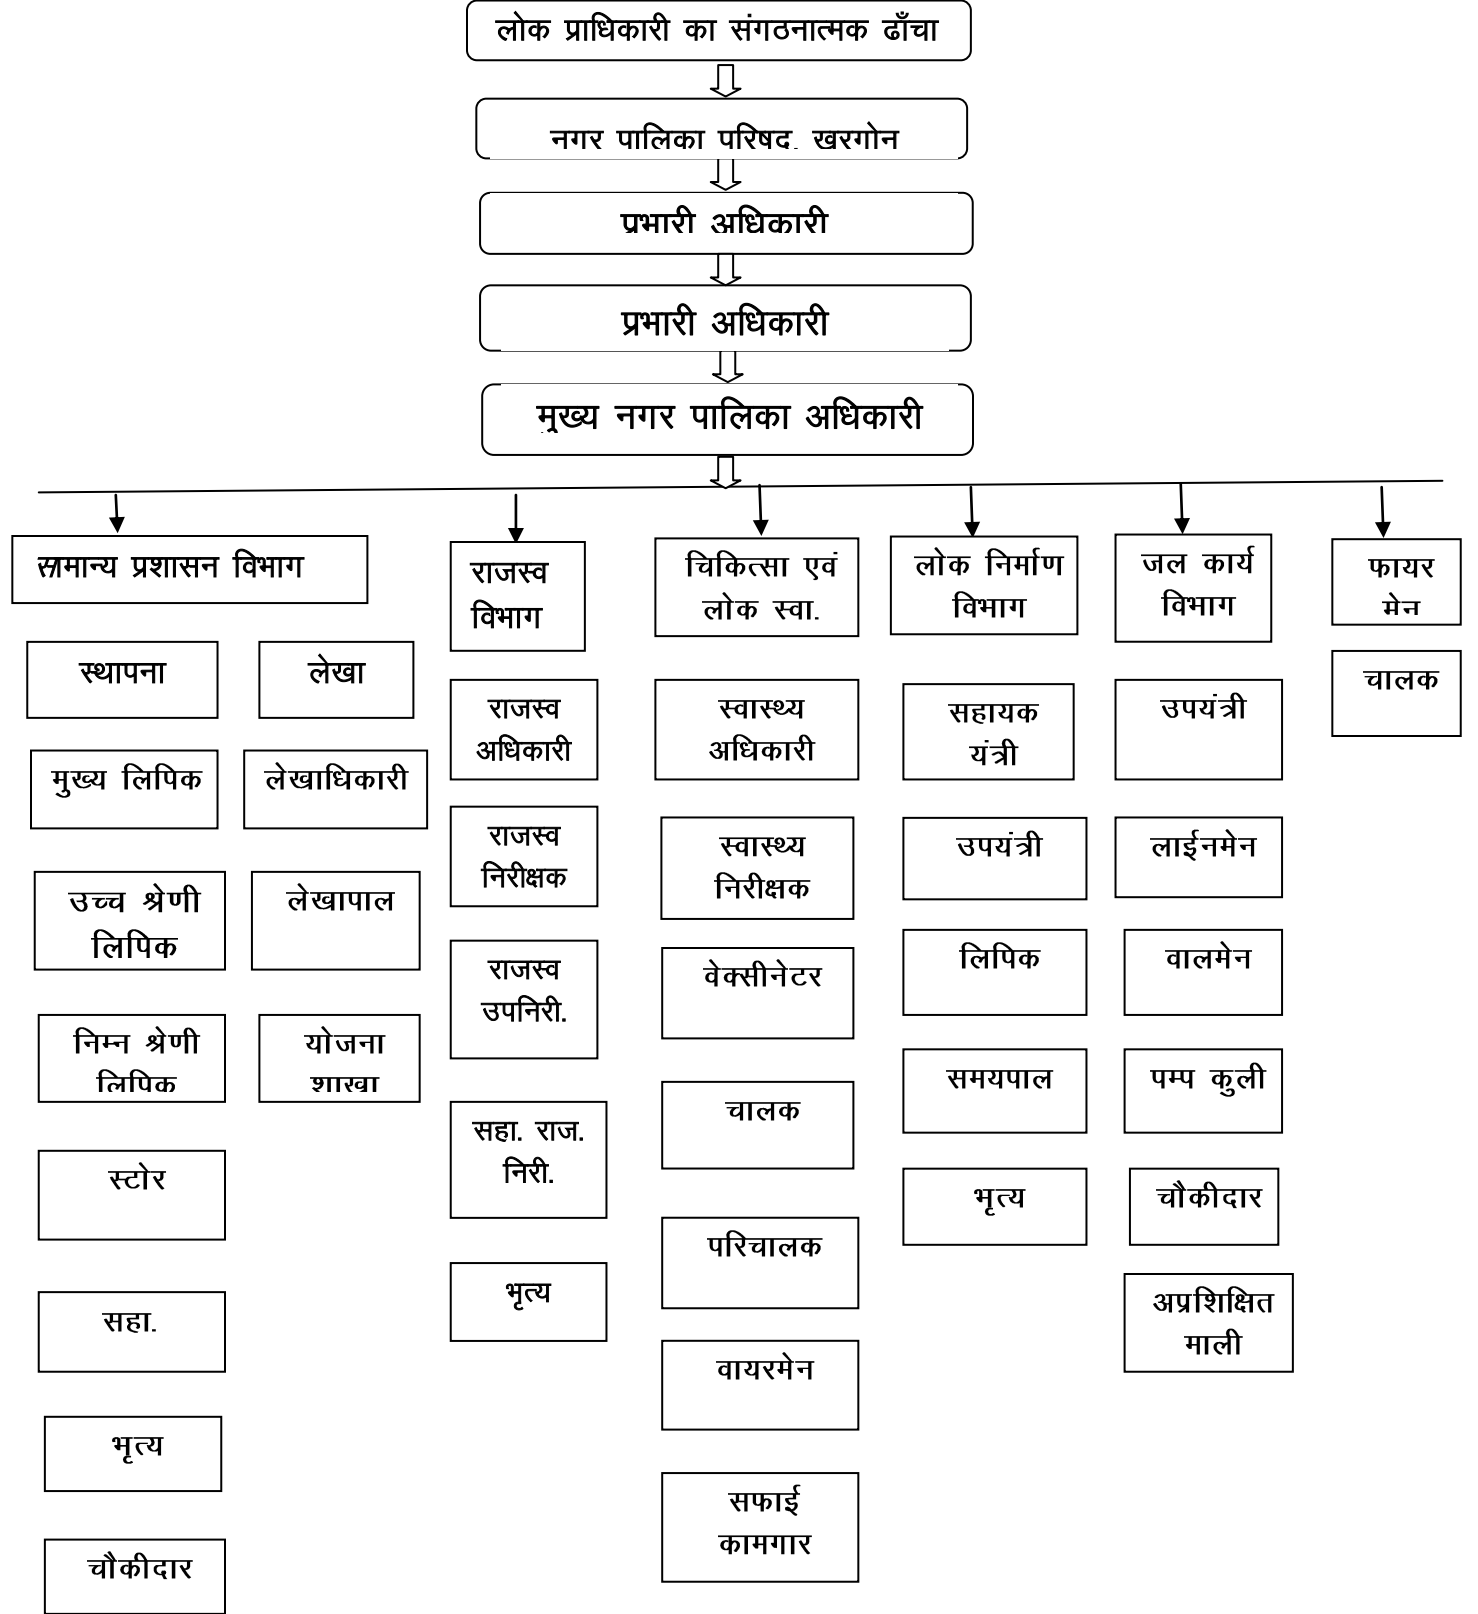 लोक प्राधिकारी का संगठनात्मक ढाँचा
नगर पालिका परिषद, खरगोन
प्रभारी अधिकारी
प्रभारी अधिकारी
मुख्य नगर पालिका अधिकारी
सामान्य प्रशासन विभाग
स्थापना
लेखा
मुख्य लिपिक
लेखाधिकारी
उच्च श्रेणी
लिपिक
लेखापाल
निम्न श्रेणी
लिपिक
योजना
शाखा
स्टोर
सहा.
भृत्य
चौकीदार
राजस्व
विभाग
राजस्व
अधिकारी
राजस्व
निरीक्षक
राजस्व
उपनिरी.
सहा. राज.
निरी.
भृत्य
चिकित्सा एवं
लोक स्वा.
स्वास्थ्य
अधिकारी
स्वास्थ्य
निरीक्षक
वेक्सीनेटर
चालक
परिचालक
वायरमेन
सफाई
कामगार
लोक निर्माण
विभाग
सहायक
यंत्री
उपयंत्री
लिपिक
समयपाल
भृत्य
जल कार्य
विभाग
उपयंत्री
लाईनमेन
वालमेन
पम्प कुली
चौकीदार
अप्रशिक्षित
माली
फायर
मेन
चालक